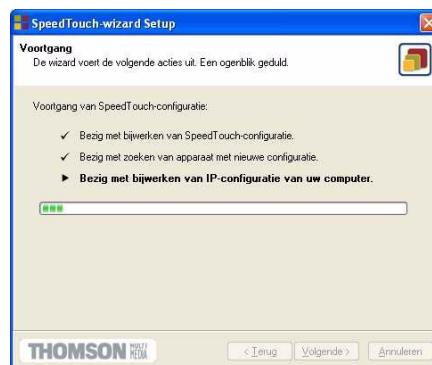 SpeedTouch-wizard Setup
Voortgang
De wizard voert de volgende acties uit. Een ogenblik geduld.
Voortgang van SpeedTouch-configuratie:
✓ Bezig met bijwerken van SpeedTouch-configuratie.
✓ Bezig met zoeken van apparaat met nieuwe configuratie.
► Bezig met bijwerken van IP-configuratie van uw computer.
THOMSON MULTI MEDIA
< Terug Volgende > Annuleren